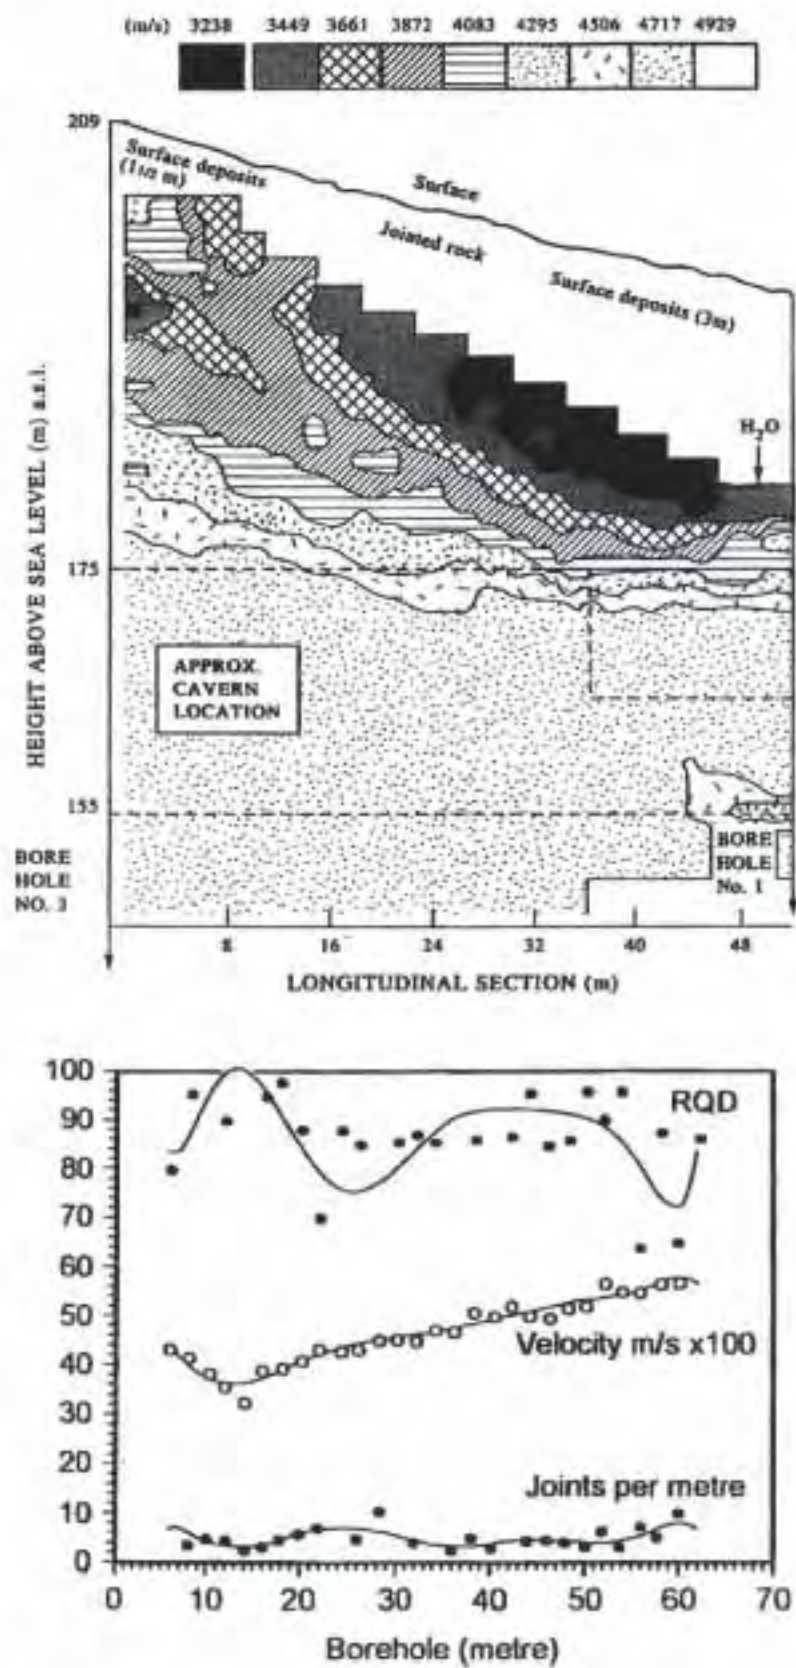 (m/s) 3238 3449 3661 3872 4083 4295 4506 4717 4929
209
Surface deposits
(1 1/2 m)
Surface
Jointed rock
Surface deposits (3m)
H2O
HEIGHT ABOVE SEA LEVEL (m) a.s.l.
175
APPROX.
CAVERN
LOCATION
155
BORE
HOLE
NO. 3
BORE
HOLE
No. 1
8 16 24 32 40 48
LONGITUDINAL SECTION (m)
100
90
80
70
60
50
40
30
20
10
0
RQD
Velocity m/s x100
Joints per metre
0 10 20 30 40 50 60 70
Borehole (metre)